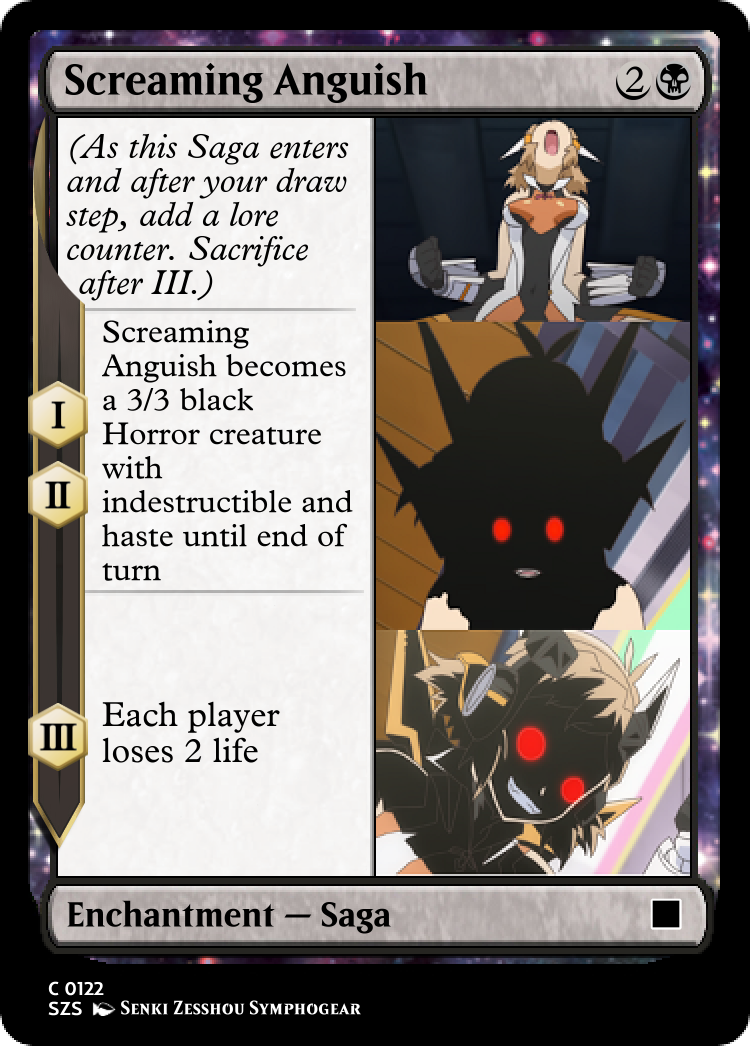 Screaming Anguish 2
(As this Saga enters
and after your draw
step, add a lore
counter. Sacrifice
after III.)
I
II
Screaming
Anguish becomes
a 3/3 black
Horror creature
with
indestructible and
haste until end of
turn
III
Each player
loses 2 life
Enchantment — Saga
C 0122
SZS SENKI ZESSHOU SYMPHOGEAR